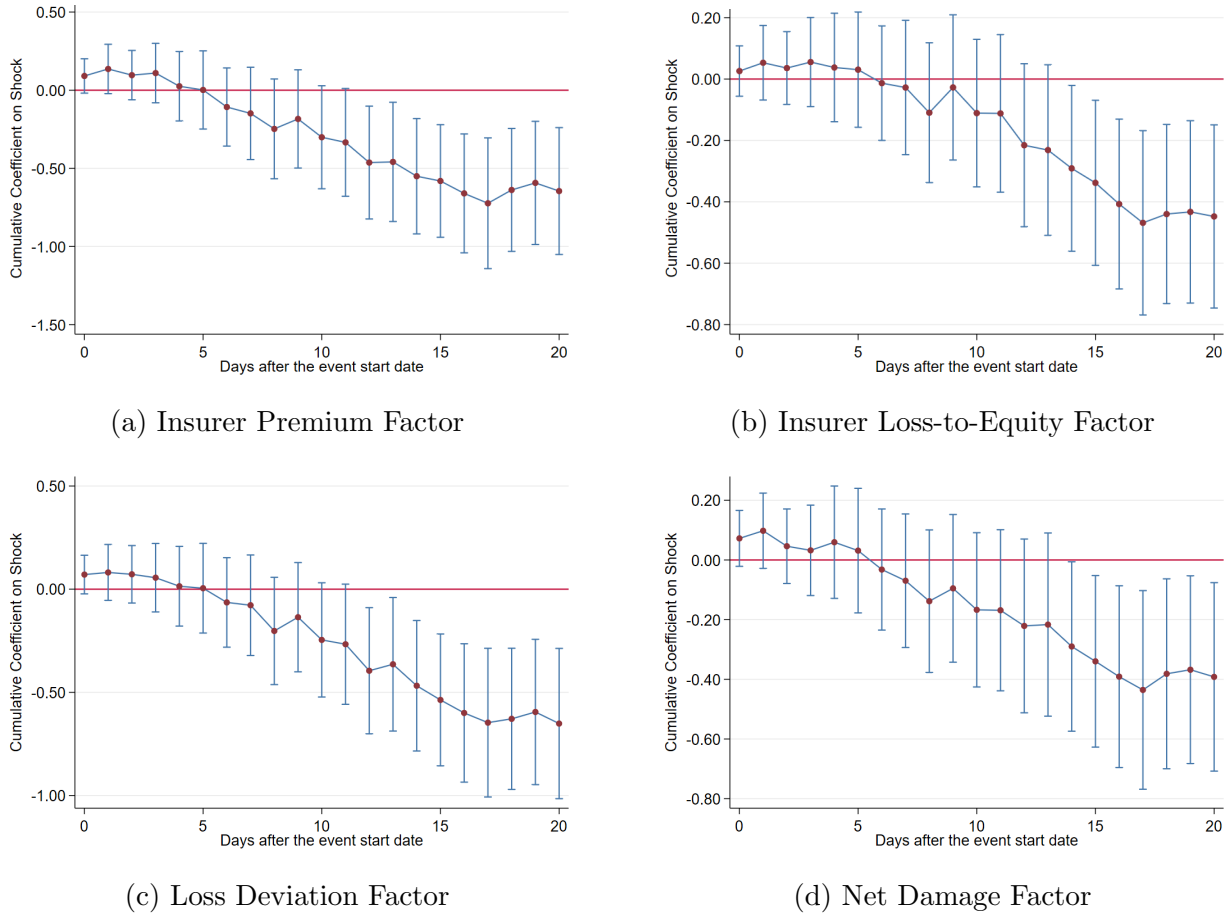 Cumulative Coefficient on Shock
0.50
0.00
-0.50
-1.00
-1.50
0 5 10 15 20
Days after the event start date
(a) Insurer Premium Factor
Cumulative Coefficient on Shock
0.20
0.00
-0.20
-0.40
-0.60
-0.80
0 5 10 15 20
Days after the event start date
(b) Insurer Loss-to-Equity Factor
Cumulative Coefficient on Shock
0.50
0.00
-0.50
-1.00
0 5 10 15 20
Days after the event start date
(c) Loss Deviation Factor
Cumulative Coefficient on Shock
0.20
0.00
-0.20
-0.40
-0.60
-0.80
0 5 10 15 20
Days after the event start date
(d) Net Damage Factor